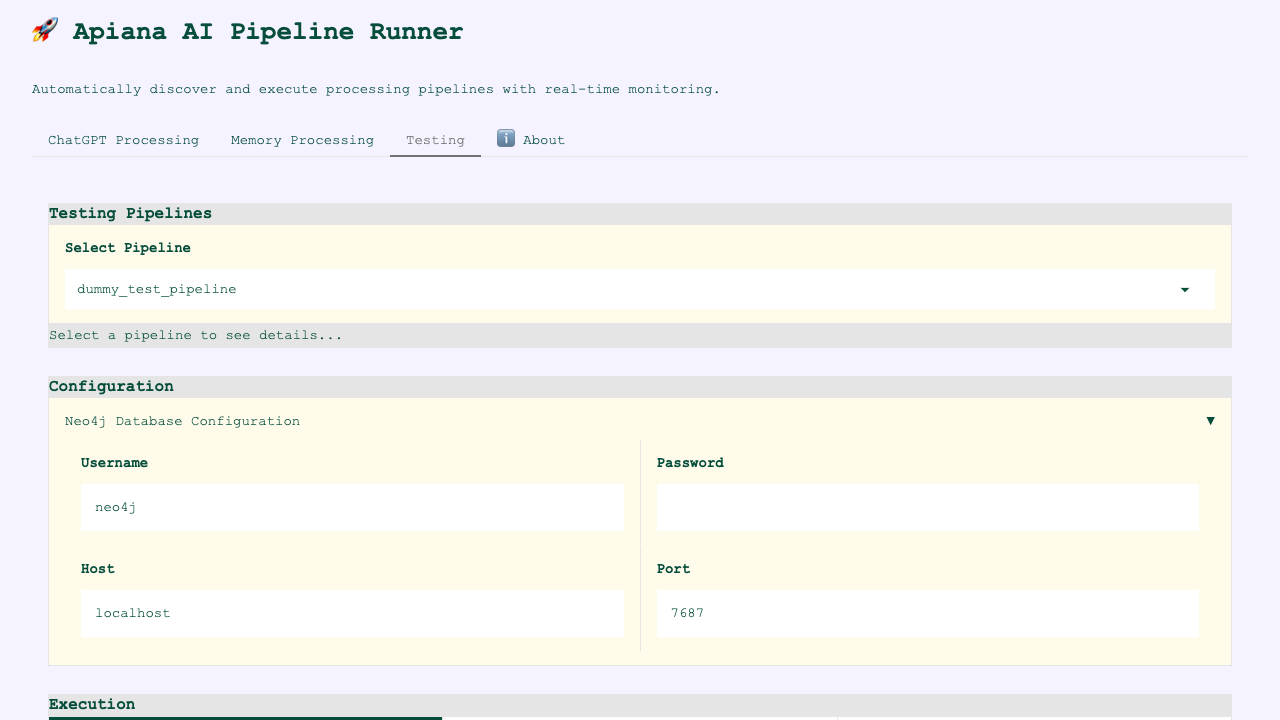 🚀 Apiana AI Pipeline Runner
Automatically discover and execute processing pipelines with real-time monitoring.
ChatGPT Processing Memory Processing Testing ℹ️ About
Testing Pipelines
Select Pipeline
dummy_test_pipeline
Select a pipeline to see details...
Configuration
Neo4j Database Configuration ▼
Username Password
neo4j
Host Port
localhost 7687
Execution